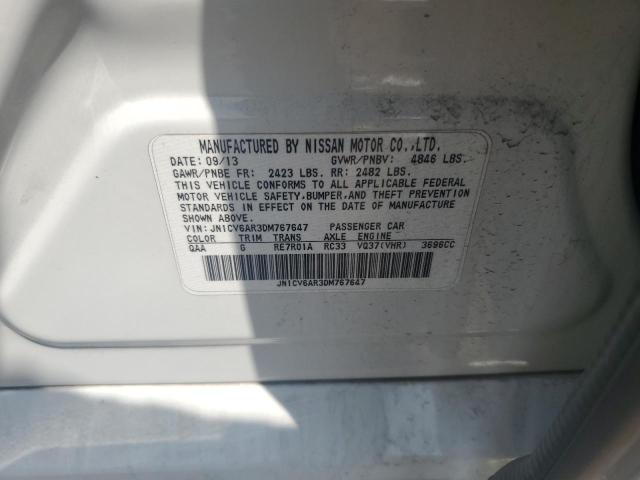 MANUFACTURED BY NISSAN MOTOR CO.,LTD.
DATE: 09/13 GVWR/PNBV: 4846 LBS.
GAWR/PNBE FR: 2423 LBS. RR: 2482 LBS.
THIS VEHICLE CONFORMS TO ALL APPLICABLE FEDERAL
MOTOR VEHICLE SAFETY,BUMPER,AND THEFT PREVENTION
STANDARDS IN EFFECT ON THE DATE OF MANUFACTURE
SHOWN ABOVE.
VIN: JN1CV6AR3DM767647 PASSENGER CAR
COLOR TRIM TRANS AXLE ENGINE
QAA G RE7R01A RC33 VQ37(VHR) 3696CC
JN1CV6AR3DM767647